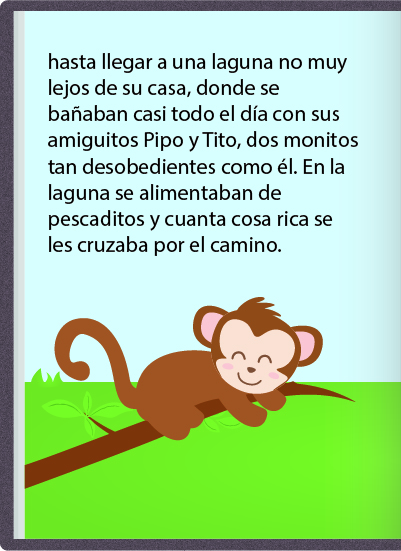 hasta llegar a una laguna no muy
lejos de su casa, donde se
bañaban casi todo el día con sus
amiguitos Pipo y Tito, dos monitos
tan desobedientes como él. En la
laguna se alimentaban de
pescaditos y cuanta cosa rica se
les cruzaba por el camino.